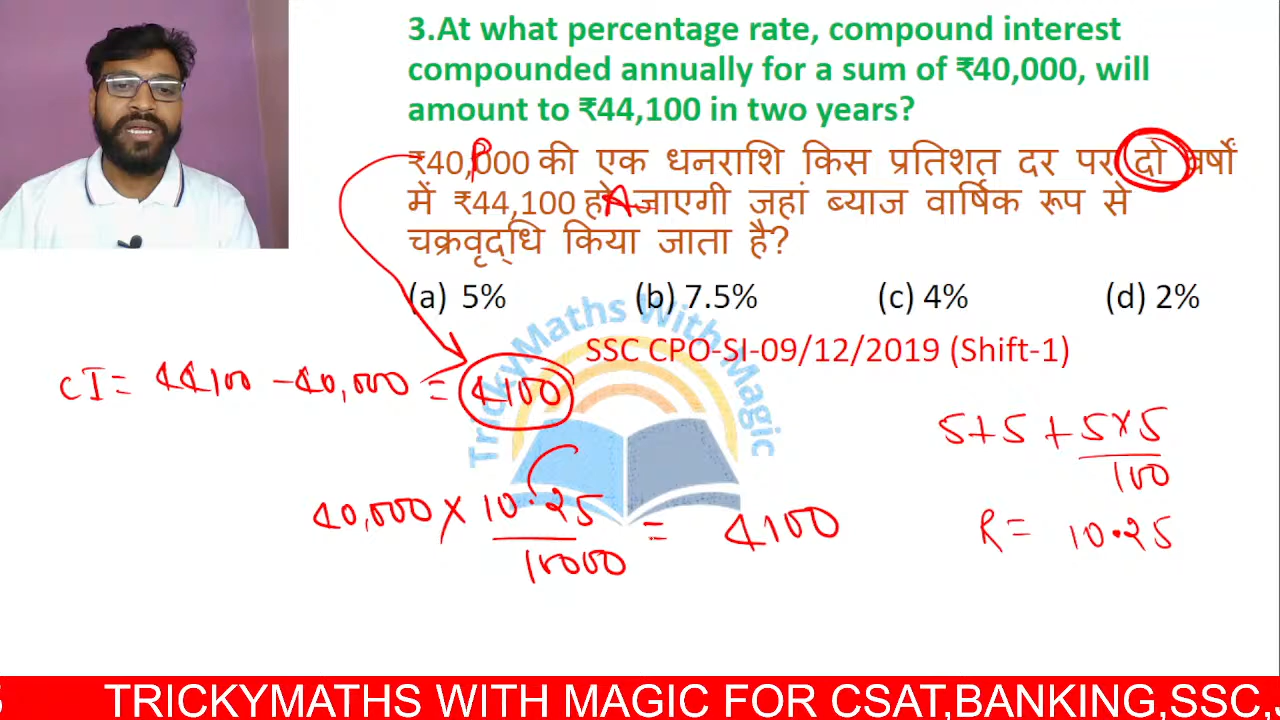 3.At what percentage rate, compound interest
compounded annually for a sum of ₹40,000, will
amount to ₹44,100 in two years?
₹40,000 की एक धनराशि किस प्रतिशत दर पर दो वर्षों
P
में ₹44,100 हो जाएगी जहां ब्याज वार्षिक रूप से
A
चक्रवृद्धि किया जाता है?
(a) 5% (b) 7.5% (c) 4% (d) 2%
SSC CPO-SI-09/12/2019 (Shift-1)
TrickyMaths With Magic
CI = 44100 - 40,000 = 4100
5+5 + 5×5
100
40,000 × 10.25 = 4100
10000
R = 10.25
TRICKYMATHS WITH MAGIC FOR CSAT,BANKING,SSC.